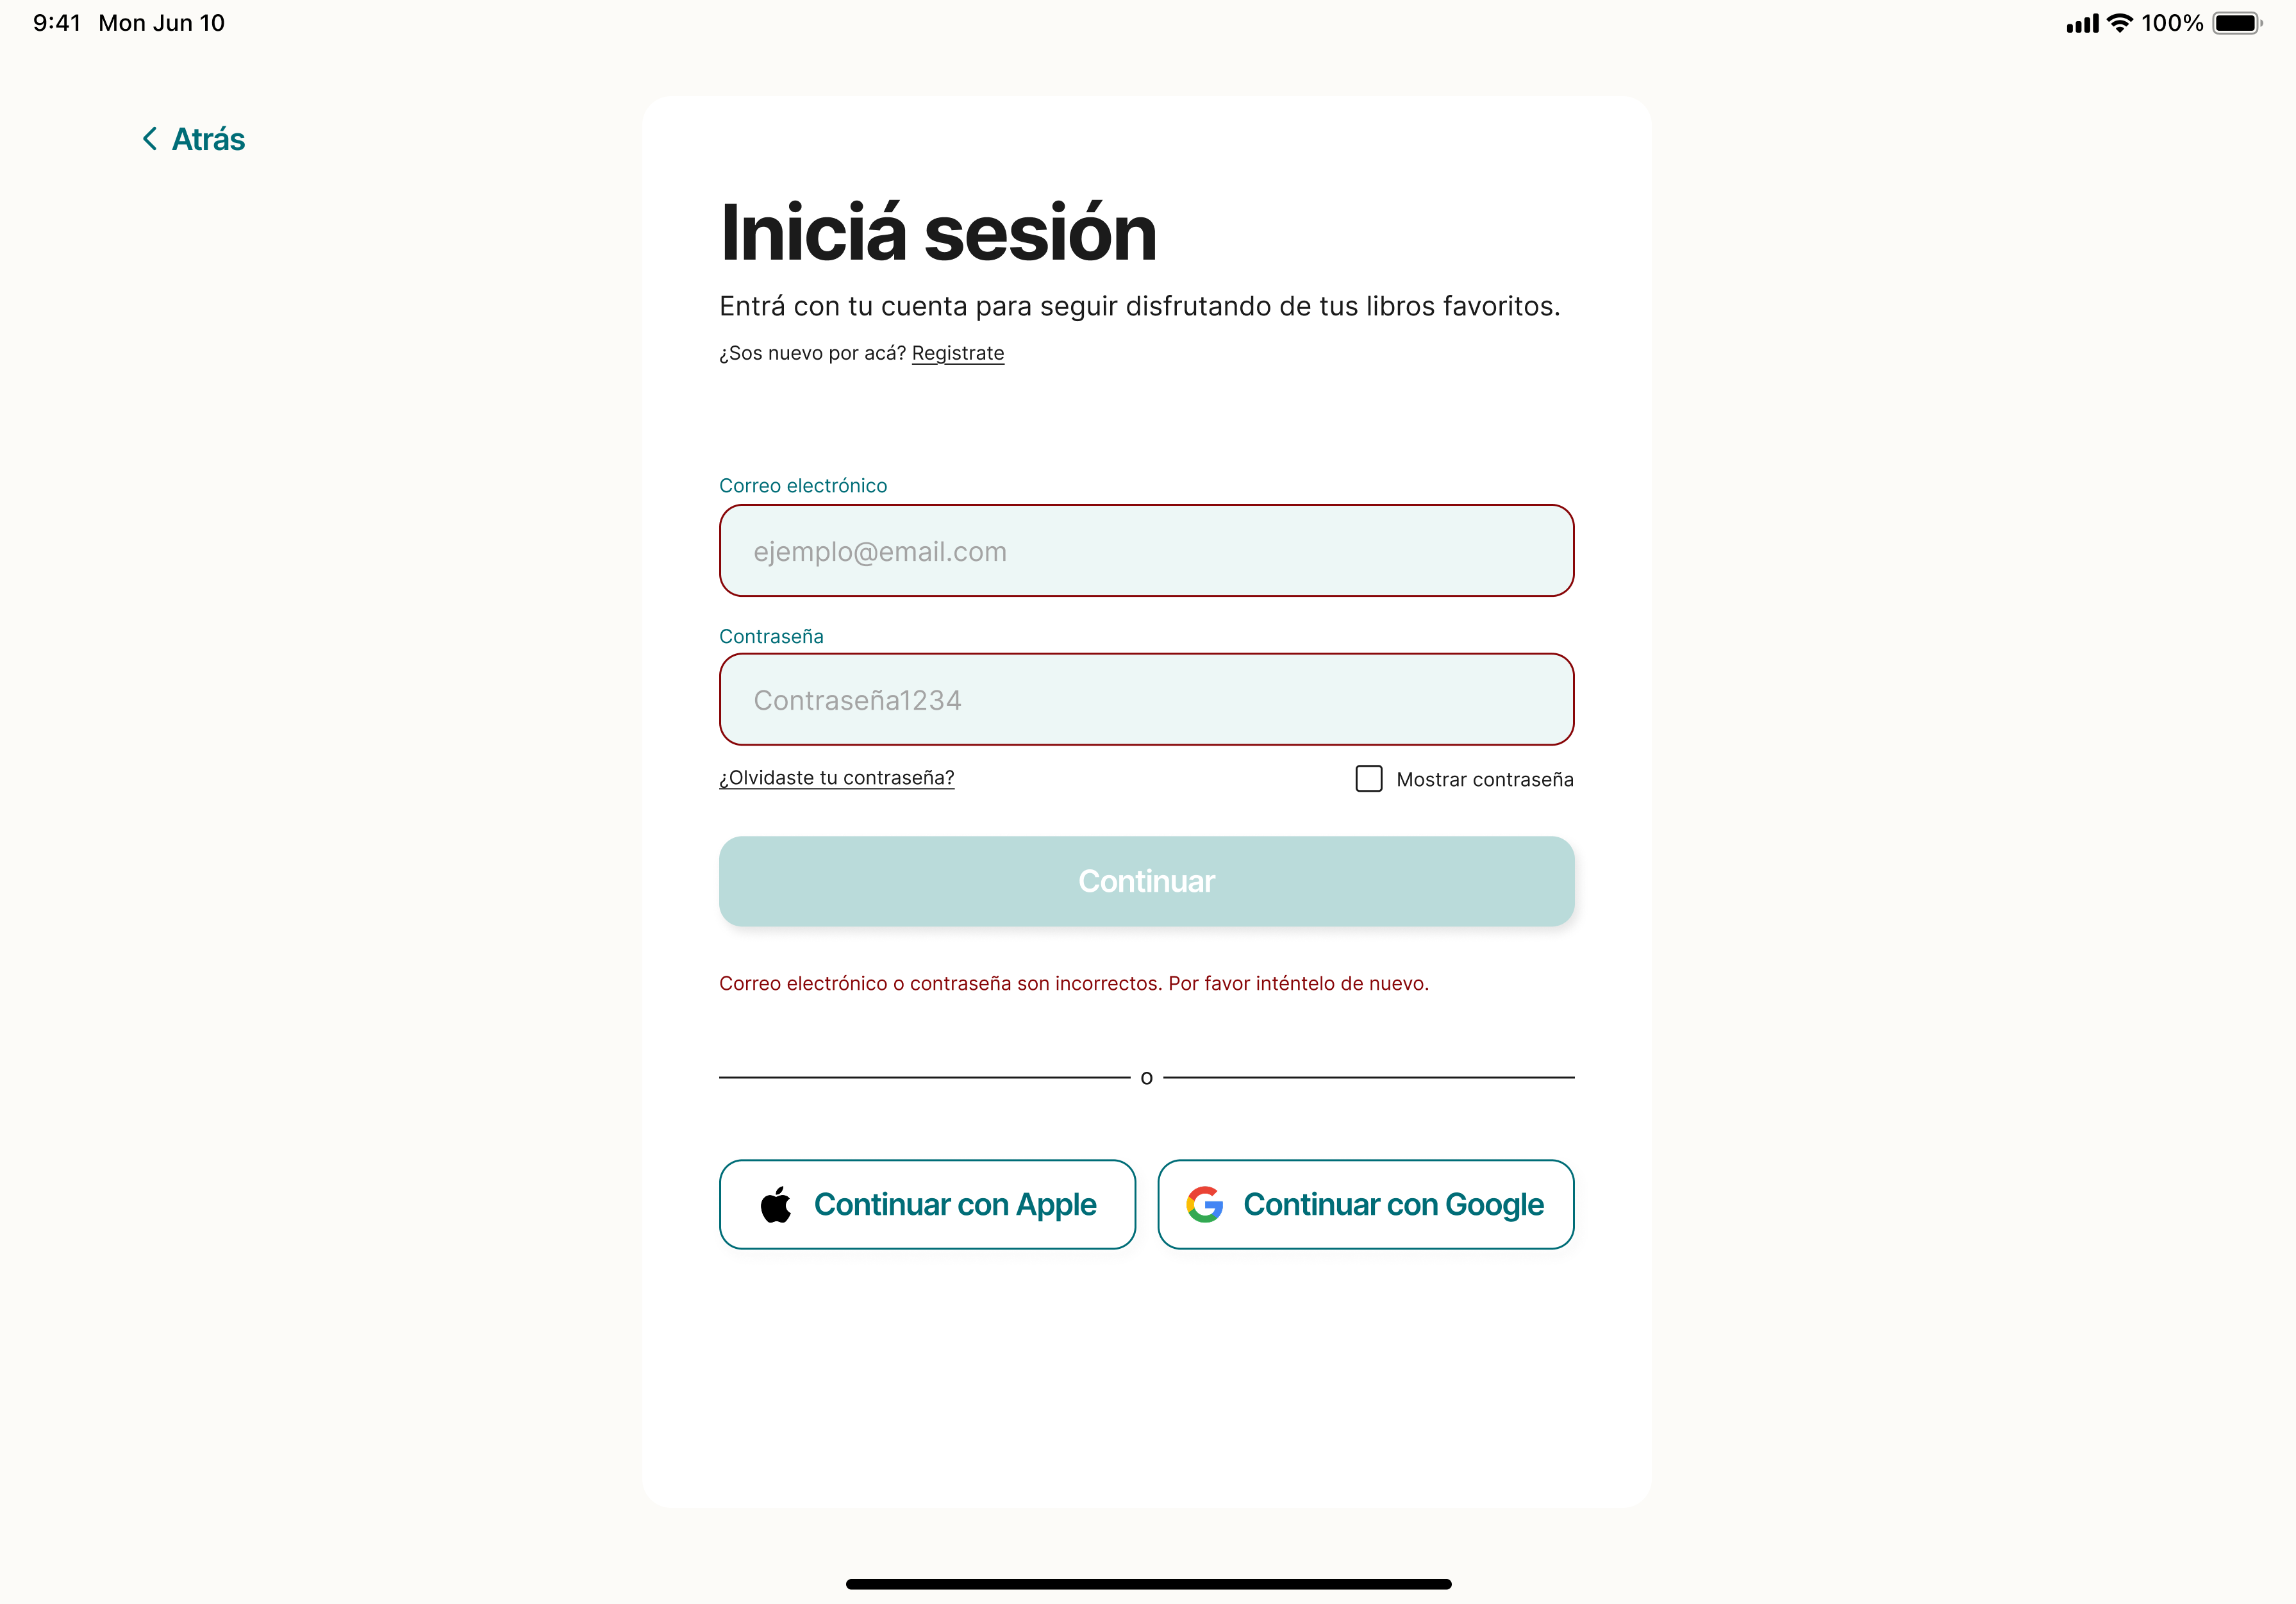 9:41 Mon Jun 10
100%
Atrás
Iniciá sesión
Entrá con tu cuenta para seguir disfrutando de tus libros favoritos.
¿Sos nuevo por acá? Registrate
Correo electrónico
ejemplo@email.com
Contraseña
Contraseña1234
¿Olvidaste tu contraseña?
Mostrar contraseña
Continuar
Correo electrónico o contraseña son incorrectos. Por favor inténtelo de nuevo.
o
Continuar con Apple
Continuar con Google